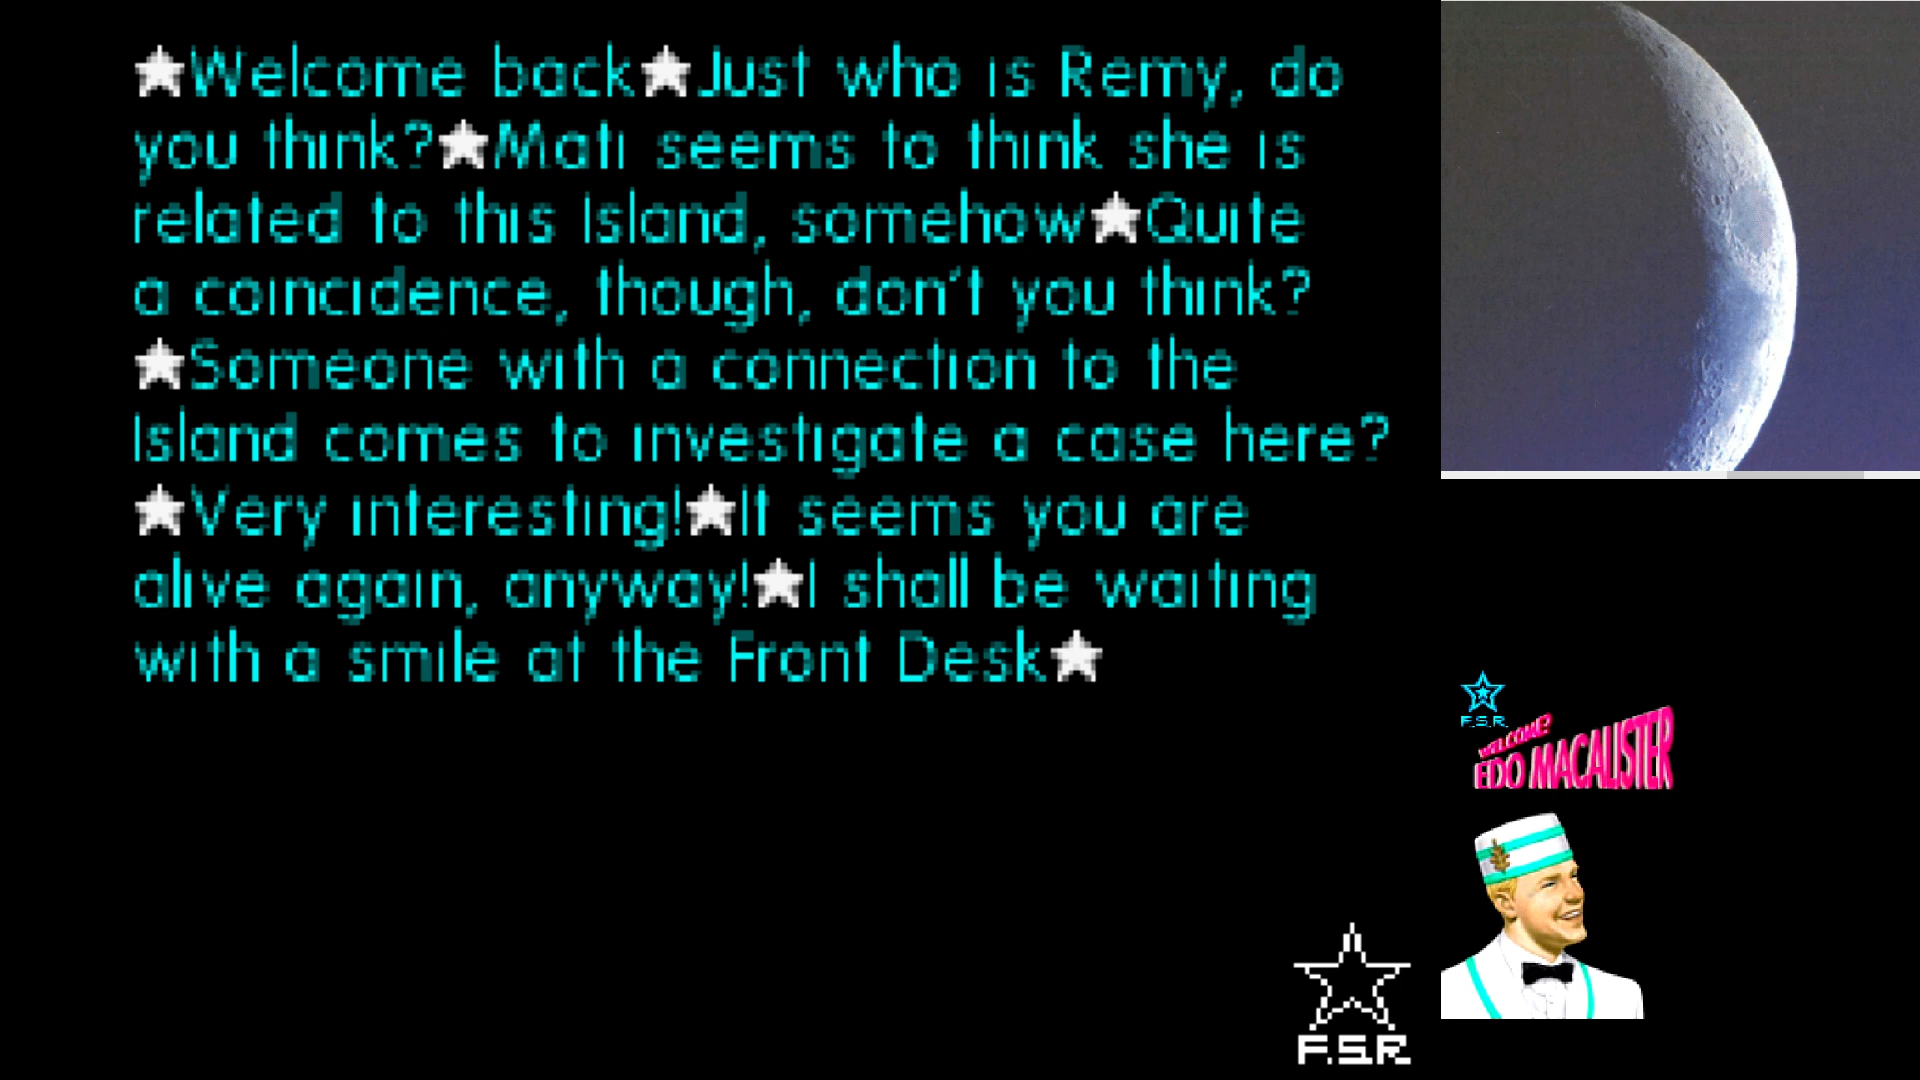 ★Welcome back★Just who is Remy, do
you think?★Mati seems to think she is
related to this Island, somehow★Quite
a coincidence, though, don't you think?
★Someone with a connection to the
Island comes to investigate a case here?
★Very interesting!★It seems you are
alive again, anyway!★I shall be waiting
with a smile at the Front Desk★
F.S.R.
WELCOME?
EDO MACALISTER
F.S.R.